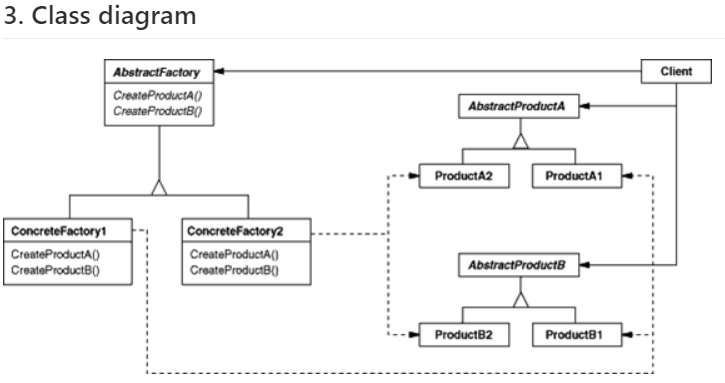 3. Class diagram
AbstractFactory
CreateProductA()
CreateProductB()
Client
AbstractProductA
ProductA2
ProductA1
ConcreteFactory1
CreateProductA()
CreateProductB()
ConcreteFactory2
CreateProductA()
CreateProductB()
AbstractProductB
ProductB2
ProductB1